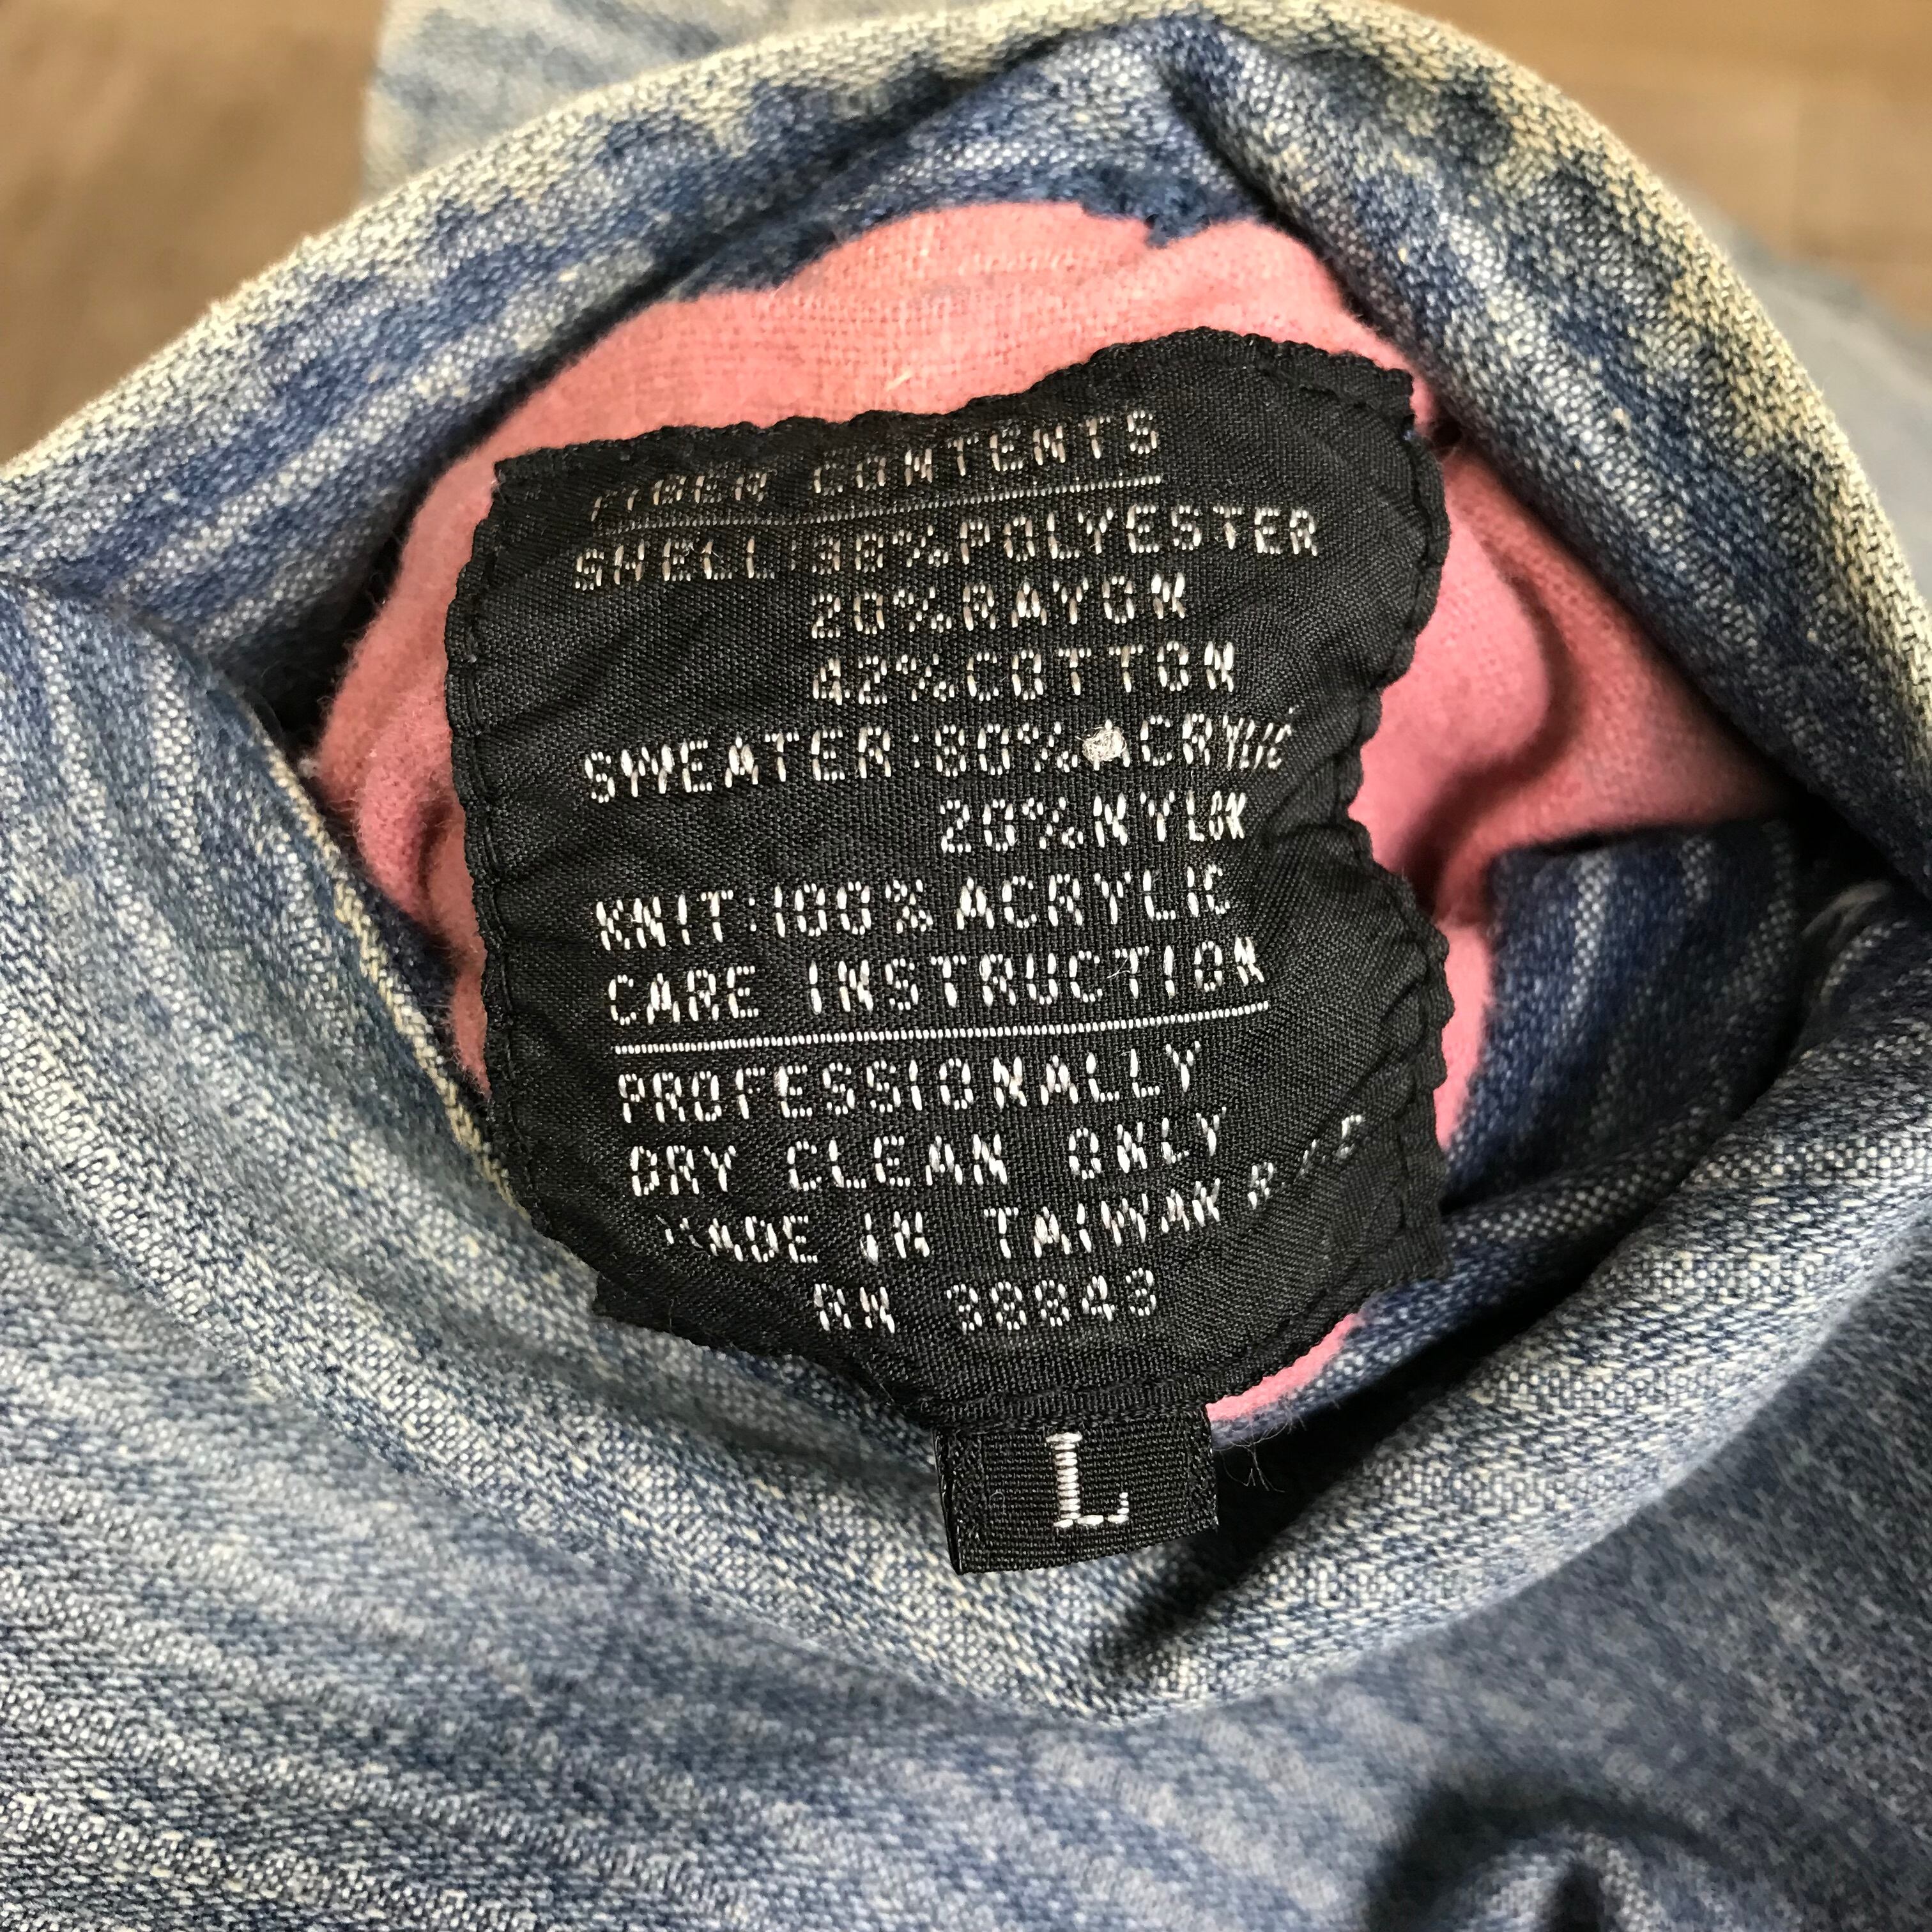 FIBER CONTENTS
SHELL:38%POLYESTER
20%RAYON
42%COTTON
SWEATER:80%ACRYLIC
20%NYLON
KNIT:100%ACRYLIC
CARE INSTRUCTION
PROFESSIONALLY
DRY CLEAN ONLY
MADE IN TAIWAN
RN 38843
L